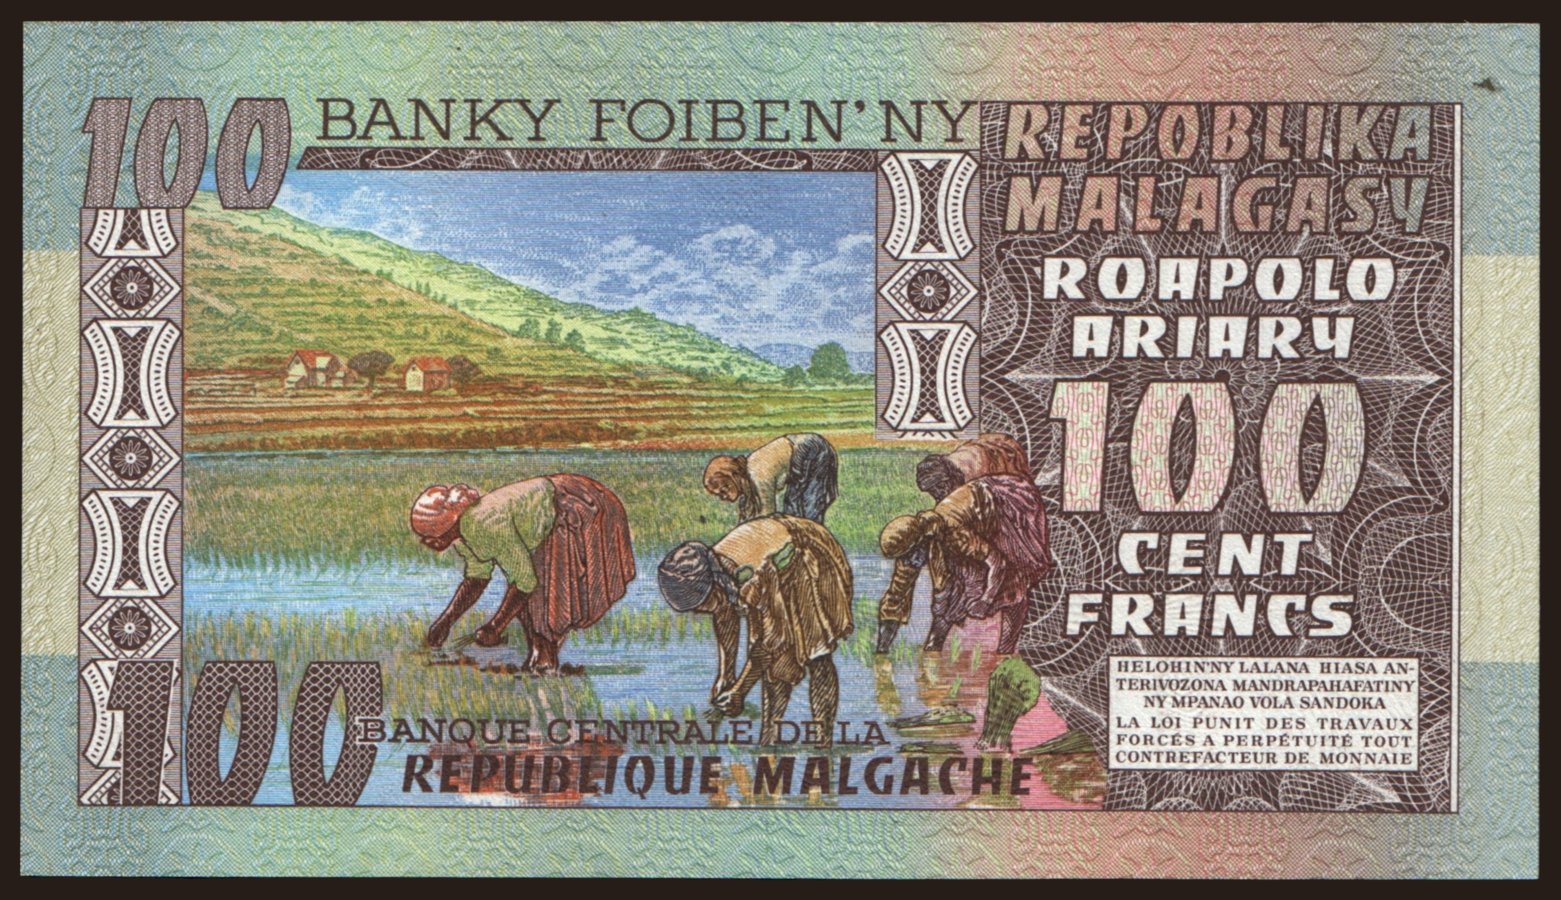 100
BANKY FOIBEN'NY
REPOBLIKA
MALAGASY
ROAPOLO
ARIARY
100
CENT
FRANCS
HELOHIN'NY LALANA HIASA AN-
TERIVOZONA MANDRAPAHAFATINY
NY MPANAO VOLA SANDOKA
LA LOI PUNIT DES TRAVAUX
FORCÉS A PERPÉTUITÉ TOUT
CONTREFACTEUR DE MONNAIE
100
BANQUE CENTRALE DE LA
REPUBLIQUE MALGACHE